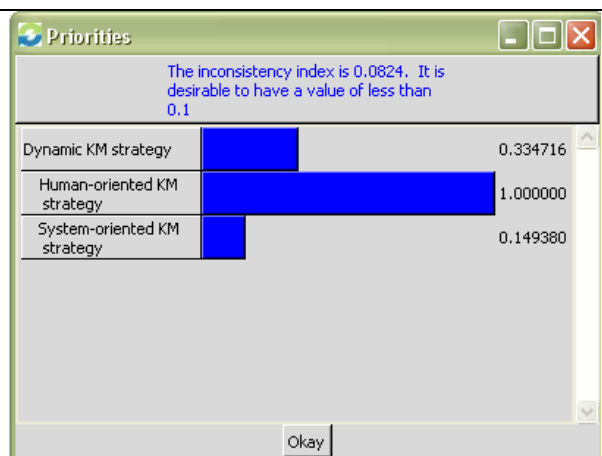 Priorities
The inconsistency index is 0.0824. It is
desirable to have a value of less than
0.1
Dynamic KM strategy 0.334716
Human-oriented KM
strategy 1.000000
System-oriented KM
strategy 0.149380
Okay